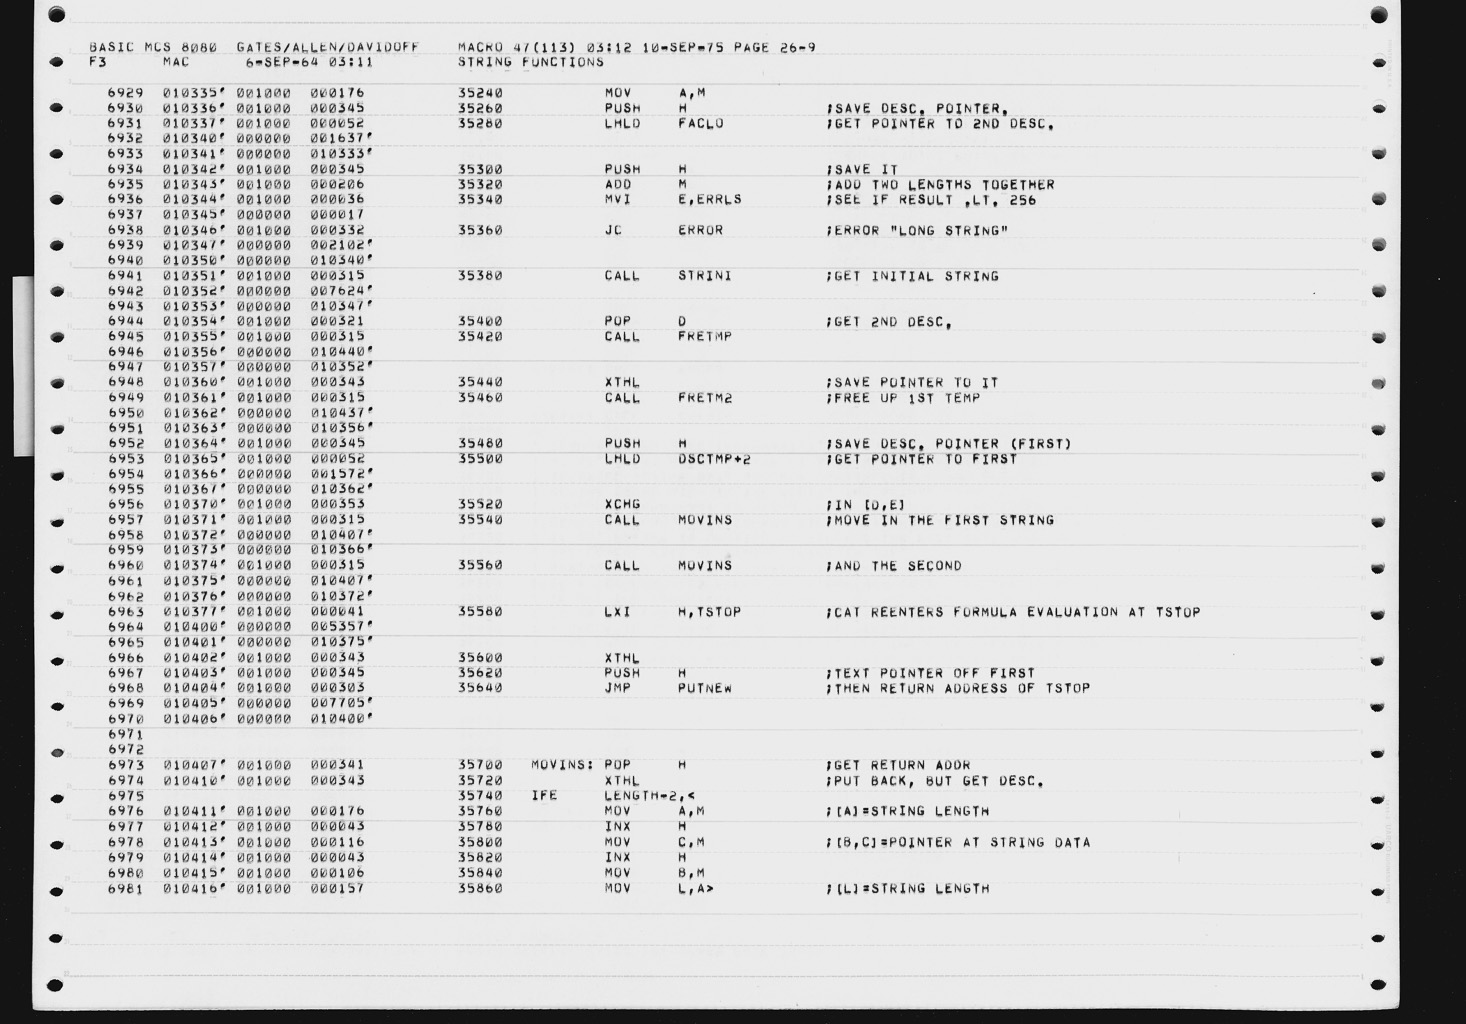 BASIC MCS 8080   GATES/ALLEN/DAVIDOFF     MACRO 47(113) 03:12 10-SEP-75 PAGE 26-9
F3      MAC       6-SEP-64 03:11          STRING FUNCTIONS
6929  010335' 001000  000176          35240           MOV     A,M
6930  010336' 001000  000345          35260           PUSH    H               ;SAVE DESC. POINTER.
6931  010337' 001000  000052          35280           LHLD    FACLO           ;GET POINTER TO 2ND DESC.
6932  010340' 000000  001637'
6933  010341' 000000  010333'
6934  010342' 001000  000345          35300           PUSH    H               ;SAVE IT
6935  010343' 001000  000206          35320           ADD     M               ;ADD TWO LENGTHS TOGETHER
6936  010344' 001000  000036          35340           MVI     E,ERRLS         ;SEE IF RESULT .LT. 256
6937  010345' 000000  000017
6938  010346' 001000  000332          35360           JC      ERROR           ;ERROR "LONG STRING"
6939  010347' 000000  002102'
6940  010350' 000000  010340'
6941  010351' 001000  000315          35380           CALL    STRINI          ;GET INITIAL STRING
6942  010352' 000000  007624'
6943  010353' 000000  010347'
6944  010354' 001000  000321          35400           POP     D               ;GET 2ND DESC.
6945  010355' 001000  000315          35420           CALL    FRETMP
6946  010356' 000000  010440'
6947  010357' 000000  010352'
6948  010360' 001000  000343          35440           XTHL                    ;SAVE POINTER TO IT
6949  010361' 001000  000315          35460           CALL    FRETM2          ;FREE UP 1ST TEMP
6950  010362' 000000  010437'
6951  010363' 000000  010356'
6952  010364' 001000  000345          35480           PUSH    H               ;SAVE DESC. POINTER (FIRST)
6953  010365' 001000  000052          35500           LHLD    DSCTMP+2        ;GET POINTER TO FIRST
6954  010366' 000000  001572'
6955  010367' 000000  010362'
6956  010370' 001000  000353          35520           XCHG                    ;IN [D,E]
6957  010371' 001000  000315          35540           CALL    MOVINS          ;MOVE IN THE FIRST STRING
6958  010372' 000000  010407'
6959  010373' 000000  010366'
6960  010374' 001000  000315          35560           CALL    MOVINS          ;AND THE SECOND
6961  010375' 000000  010407'
6962  010376' 000000  010372'
6963  010377' 001000  000041          35580           LXI     H,TSTOP         ;CAT REENTERS FORMULA EVALUATION AT TSTOP
6964  010400' 000000  005357'
6965  010401' 000000  010375'
6966  010402' 001000  000343          35600           XTHL
6967  010403' 001000  000345          35620           PUSH    H               ;TEXT POINTER OFF FIRST
6968  010404' 001000  000303          35640           JMP     PUTNEW          ;THEN RETURN ADDRESS OF TSTOP
6969  010405' 000000  007705'
6970  010406' 000000  010400'
6971
6972
6973  010407' 001000  000341          35700   MOVINS: POP     H               ;GET RETURN ADDR
6974  010410' 001000  000343          35720           XTHL                    ;PUT BACK, BUT GET DESC.
6975                                  35740   IFE     LENGTH-2,<
6976  010411' 001000  000176          35760           MOV     A,M             ;[A]=STRING LENGTH
6977  010412' 001000  000043          35780           INX     H
6978  010413' 001000  000116          35800           MOV     C,M             ;[B,C]=POINTER AT STRING DATA
6979  010414' 001000  000043          35820           INX     H
6980  010415' 001000  000106          35840           MOV     B,M
6981  010416' 001000  000157          35860           MOV     L,A>            ;[L]=STRING LENGTH